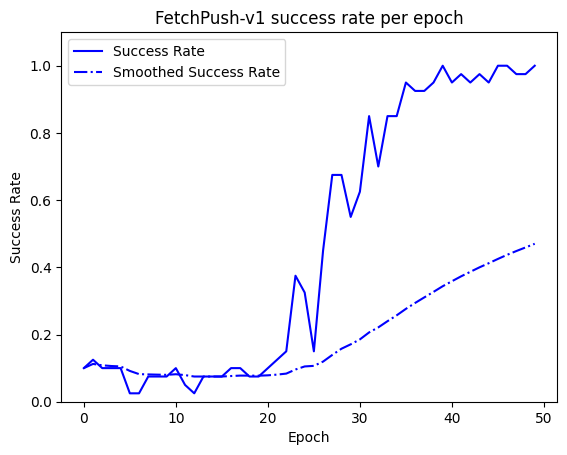 FetchPush-v1 success rate per epoch
Success Rate
Smoothed Success Rate
1.0
0.8
0.6
0.4
0.2
0.0
Success Rate
0
10
20
30
40
50
Epoch